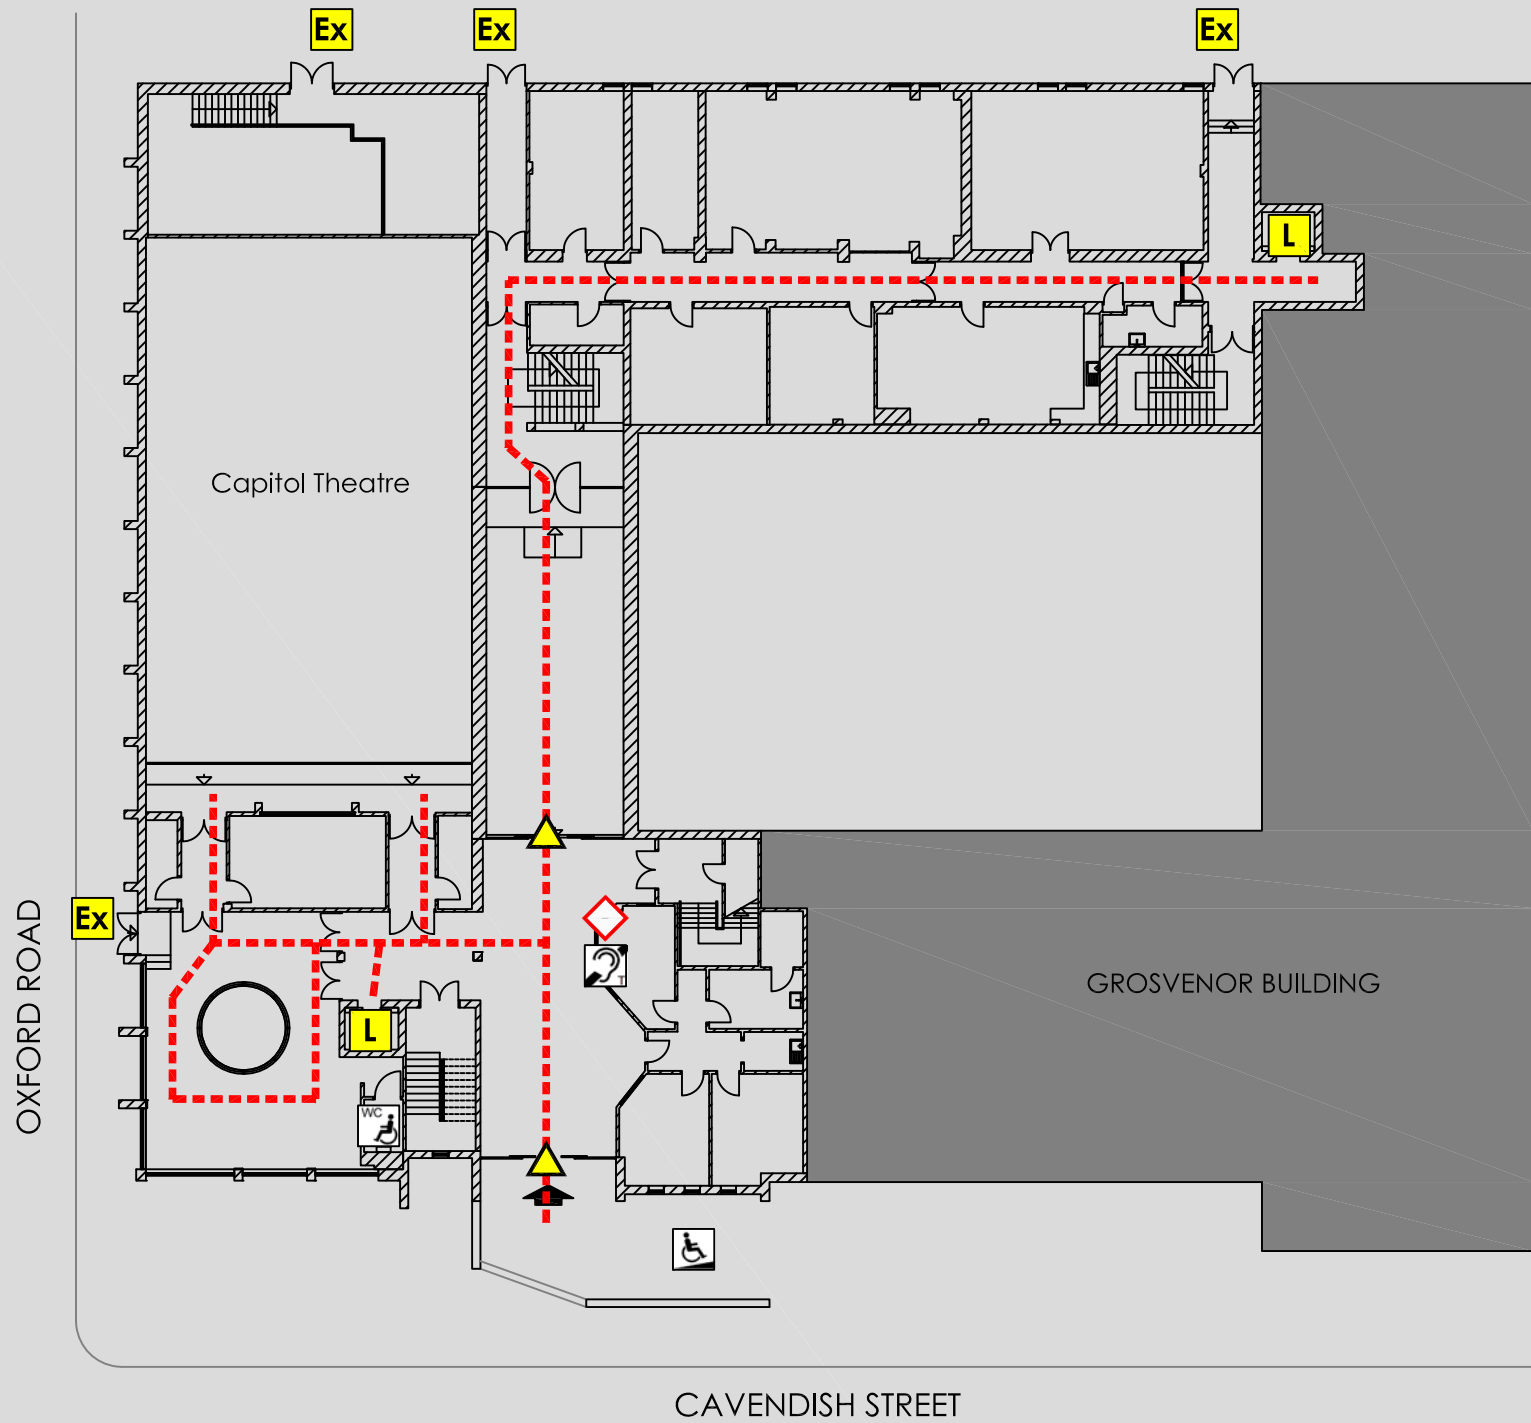 Ex
Ex
Ex
L
Capitol Theatre
Ex
T
GROSVENOR BUILDING
L
WC
OXFORD ROAD
CAVENDISH STREET